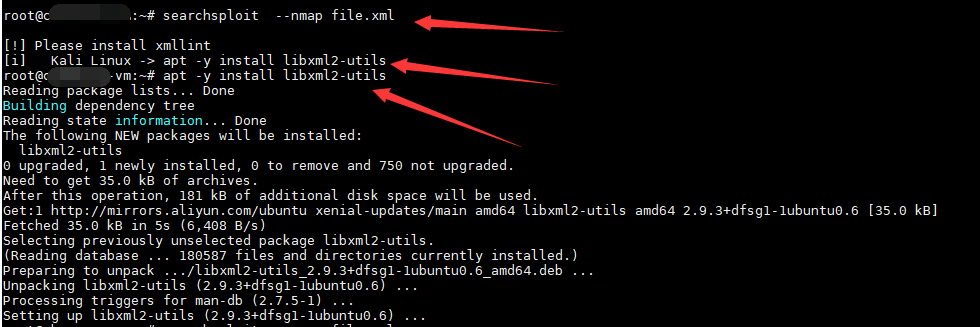 root@c:~# searchsploit  --nmap file.xml
[!] Please install xmllint
[i]   Kali Linux -> apt -y install libxml2-utils
root@c-vm:~# apt -y install libxml2-utils
Reading package lists... Done
Building dependency tree
Reading state information... Done
The following NEW packages will be installed:
  libxml2-utils
0 upgraded, 1 newly installed, 0 to remove and 750 not upgraded.
Need to get 35.0 kB of archives.
After this operation, 181 kB of additional disk space will be used.
Get:1 http://mirrors.aliyun.com/ubuntu xenial-updates/main amd64 libxml2-utils amd64 2.9.3+dfsg1-1ubuntu0.6 [35.0 kB]
Fetched 35.0 kB in 5s (6,408 B/s)
Selecting previously unselected package libxml2-utils.
(Reading database ... 180587 files and directories currently installed.)
Preparing to unpack .../libxml2-utils_2.9.3+dfsg1-1ubuntu0.6_amd64.deb ...
Unpacking libxml2-utils (2.9.3+dfsg1-1ubuntu0.6) ...
Processing triggers for man-db (2.7.5-1) ...
Setting up libxml2-utils (2.9.3+dfsg1-1ubuntu0.6) ...